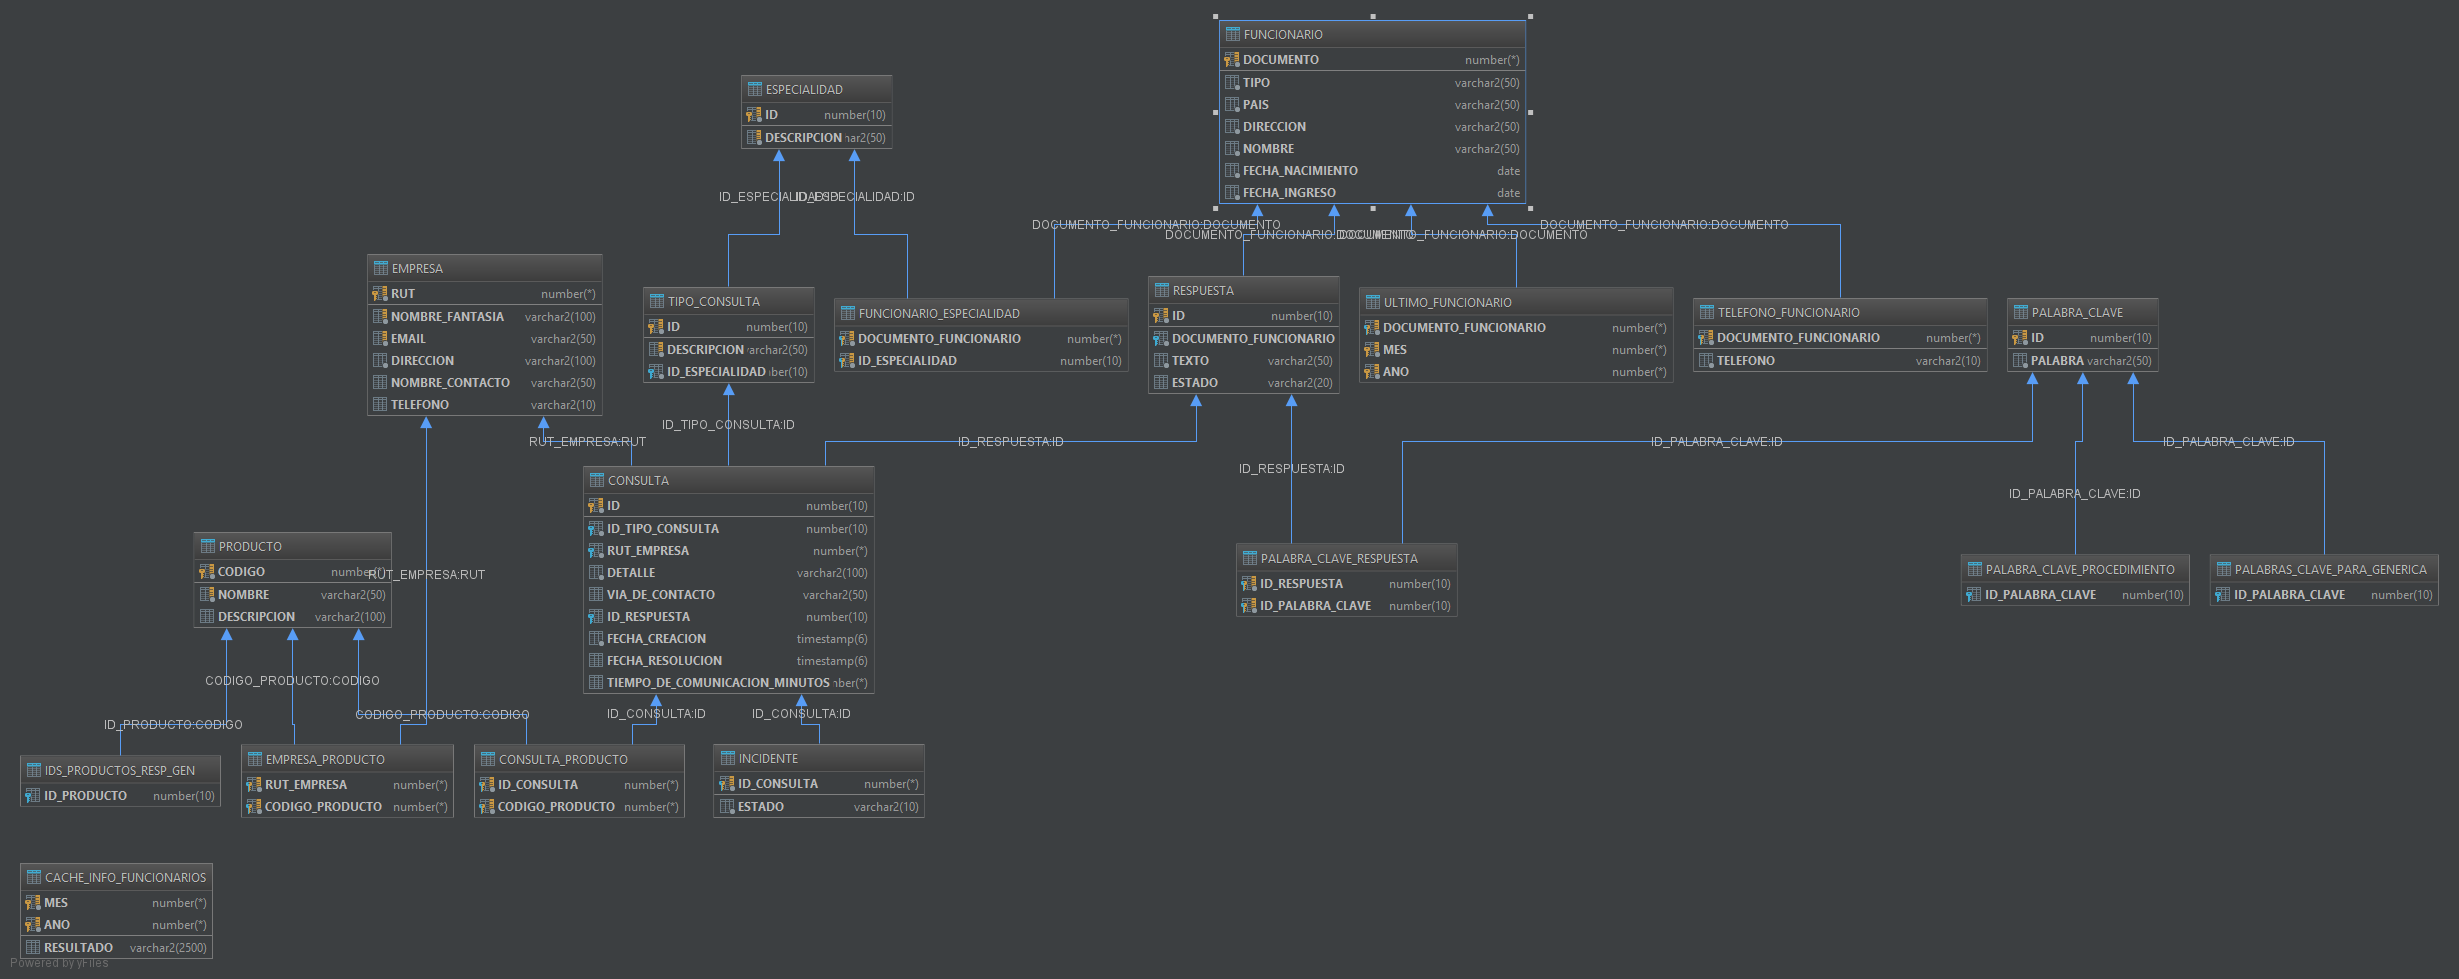 FUNCIONARIO
DOCUMENTO number(*)
TIPO varchar2(50)
PAIS varchar2(50)
DIRECCION varchar2(50)
NOMBRE varchar2(50)
FECHA_NACIMIENTO date
FECHA_INGRESO date
ESPECIALIDAD
ID number(10)
DESCRIPCION har2(50)
ID_ESPECIALIDAD:ID
ID_ESPECIALIDAD:ID
DOCUMENTO_FUNCIONARIO:DOCUMENTO
DOCUMENTO_FUNCIONARIO:DOCUMENTO
DOCUMENTO_FUNCIONARIO:DOCUMENTO
DOCUMENTO_FUNCIONARIO:DOCUMENTO
EMPRESA
RUT number(*)
NOMBRE_FANTASIA varchar2(100)
EMAIL varchar2(50)
DIRECCION varchar2(100)
NOMBRE_CONTACTO varchar2(50)
TELEFONO varchar2(10)
TIPO_CONSULTA
ID number(10)
DESCRIPCION varchar2(50)
ID_ESPECIALIDAD ber(10)
FUNCIONARIO_ESPECIALIDAD
DOCUMENTO_FUNCIONARIO number(*)
ID_ESPECIALIDAD number(10)
RESPUESTA
ID number(10)
DOCUMENTO_FUNCIONARIO
TEXTO varchar2(50)
ESTADO varchar2(20)
ULTIMO_FUNCIONARIO
DOCUMENTO_FUNCIONARIO number(*)
MES number(*)
ANO number(*)
TELEFONO_FUNCIONARIO
DOCUMENTO_FUNCIONARIO number(*)
TELEFONO varchar2(10)
PALABRA_CLAVE
ID number(10)
PALABRA varchar2(50)
RUT_EMPRESA:RUT
ID_TIPO_CONSULTA:ID
ID_RESPUESTA:ID
ID_RESPUESTA:ID
ID_PALABRA_CLAVE:ID
ID_PALABRA_CLAVE:ID
ID_PALABRA_CLAVE:ID
CONSULTA
ID number(10)
ID_TIPO_CONSULTA number(10)
RUT_EMPRESA number(*)
DETALLE varchar2(100)
VIA_DE_CONTACTO varchar2(50)
ID_RESPUESTA number(10)
FECHA_CREACION timestamp(6)
FECHA_RESOLUCION timestamp(6)
TIEMPO_DE_COMUNICACION_MINUTOS ber(*)
PRODUCTO
CODIGO number(*)
NOMBRE varchar2(50)
DESCRIPCION varchar2(100)
RUT_EMPRESA:RUT
PALABRA_CLAVE_RESPUESTA
ID_RESPUESTA number(10)
ID_PALABRA_CLAVE number(10)
PALABRA_CLAVE_PROCEDIMIENTO
ID_PALABRA_CLAVE number(10)
PALABRAS_CLAVE_PARA_GENERICA
ID_PALABRA_CLAVE number(10)
CODIGO_PRODUCTO:CODIGO
ID_PRODUCTO:CODIGO
CODIGO_PRODUCTO:CODIGO
ID_CONSULTA:ID
ID_CONSULTA:ID
IDS_PRODUCTOS_RESP_GEN
ID_PRODUCTO number(10)
EMPRESA_PRODUCTO
RUT_EMPRESA number(*)
CODIGO_PRODUCTO number(*)
CONSULTA_PRODUCTO
ID_CONSULTA number(*)
CODIGO_PRODUCTO number(*)
INCIDENTE
ID_CONSULTA number(*)
ESTADO varchar2(10)
CACHE_INFO_FUNCIONARIOS
MES number(*)
ANO number(*)
RESULTADO varchar2(2500)
Powered by yFiles